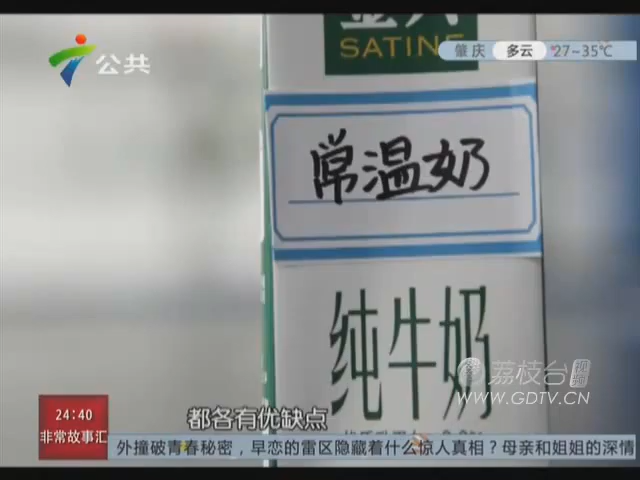 公共
SATINE
肇庆 多云 27~35℃
常温奶
纯牛奶
荔枝台 视频
WWW.GDTV.CN
24:40
非常故事汇
都各有优缺点
外撞破青春秘密，早恋的雷区隐藏着什么惊人真相？母亲和姐姐的深情